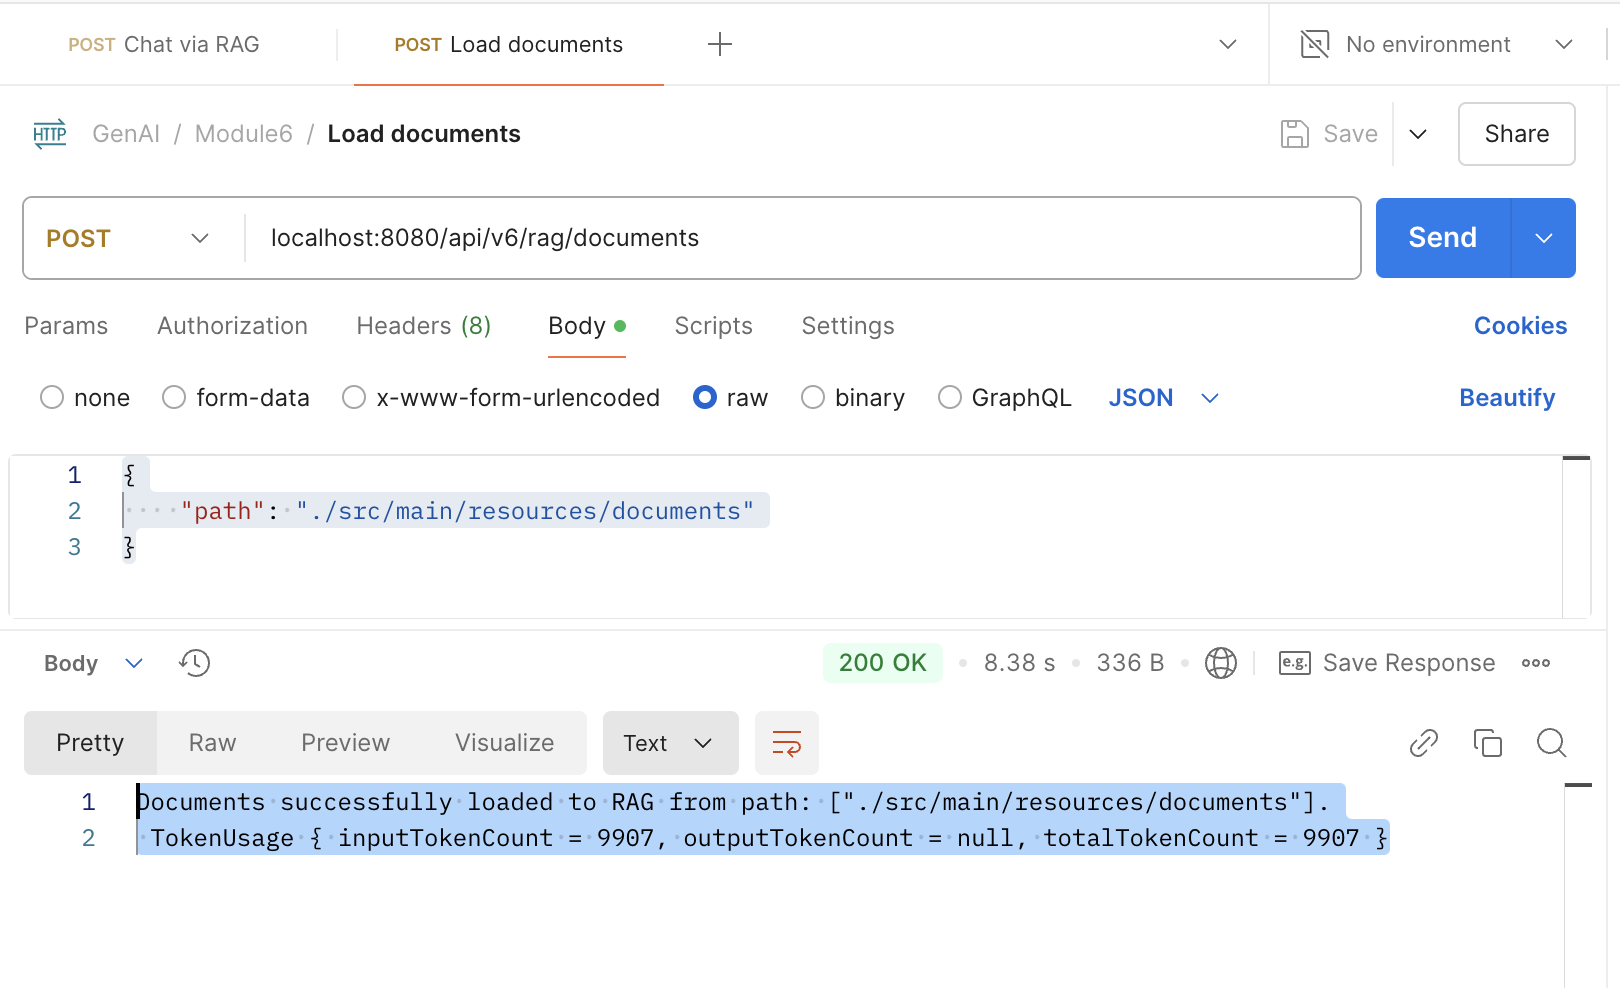 POST Chat via RAG
POST Load documents
No environment
HTTP GenAI / Module6 / Load documents
Save
Share
POST
localhost:8080/api/v6/rag/documents
Send
Params Authorization Headers (8) Body Scripts Settings Cookies
none form-data x-www-form-urlencoded raw binary GraphQL JSON Beautify
1 {
2 "path": "./src/main/resources/documents"
3 }
Body 200 OK 8.38 s 336 B e.g. Save Response
Pretty Raw Preview Visualize Text
1 Documents successfully loaded to RAG from path: ["./src/main/resources/documents"].
2 TokenUsage { inputTokenCount = 9907, outputTokenCount = null, totalTokenCount = 9907 }